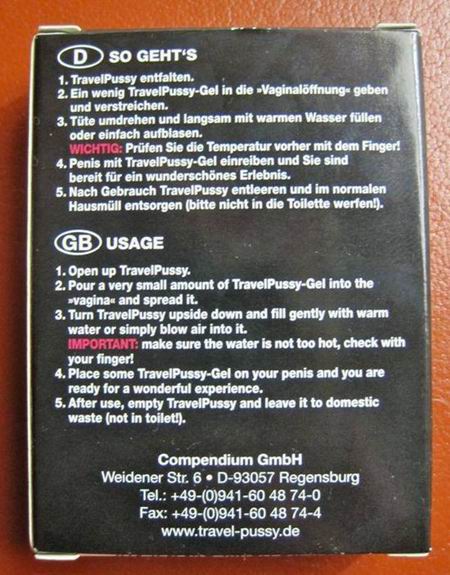 D SO GEHT'S
1. TravelPussy entfalten.
2. Ein wenig TravelPussy-Gel in die »Vaginalöffnung« geben
und verstreichen.
3. Tüte umdrehen und langsam mit warmen Wasser füllen
oder einfach aufblasen.
WICHTIG: Prüfen Sie die Temperatur vorher mit dem Finger!
4. Penis mit TravelPussy-Gel einreiben und Sie sind
bereit für ein wunderschönes Erlebnis.
5. Nach Gebrauch TravelPussy entleeren und im normalen
Hausmüll entsorgen (bitte nicht in die Toilette werfen!).
GB USAGE
1. Open up TravelPussy.
2. Pour a very small amount of TravelPussy-Gel into the
»vagina« and spread it.
3. Turn TravelPussy upside down and fill gently with warm
water or simply blow air into it.
IMPORTANT: make sure the water is not too hot, check with
your finger!
4. Place some TravelPussy-Gel on your penis and you are
ready for a wonderful experience.
5. After use, empty TravelPussy and leave it to domestic
waste (not in toilet!).
Compendium GmbH
Weidener Str. 6 • D-93057 Regensburg
Tel.: +49-(0)941-60 48 74-0
Fax: +49-(0)941-60 48 74-4
www.travel-pussy.de